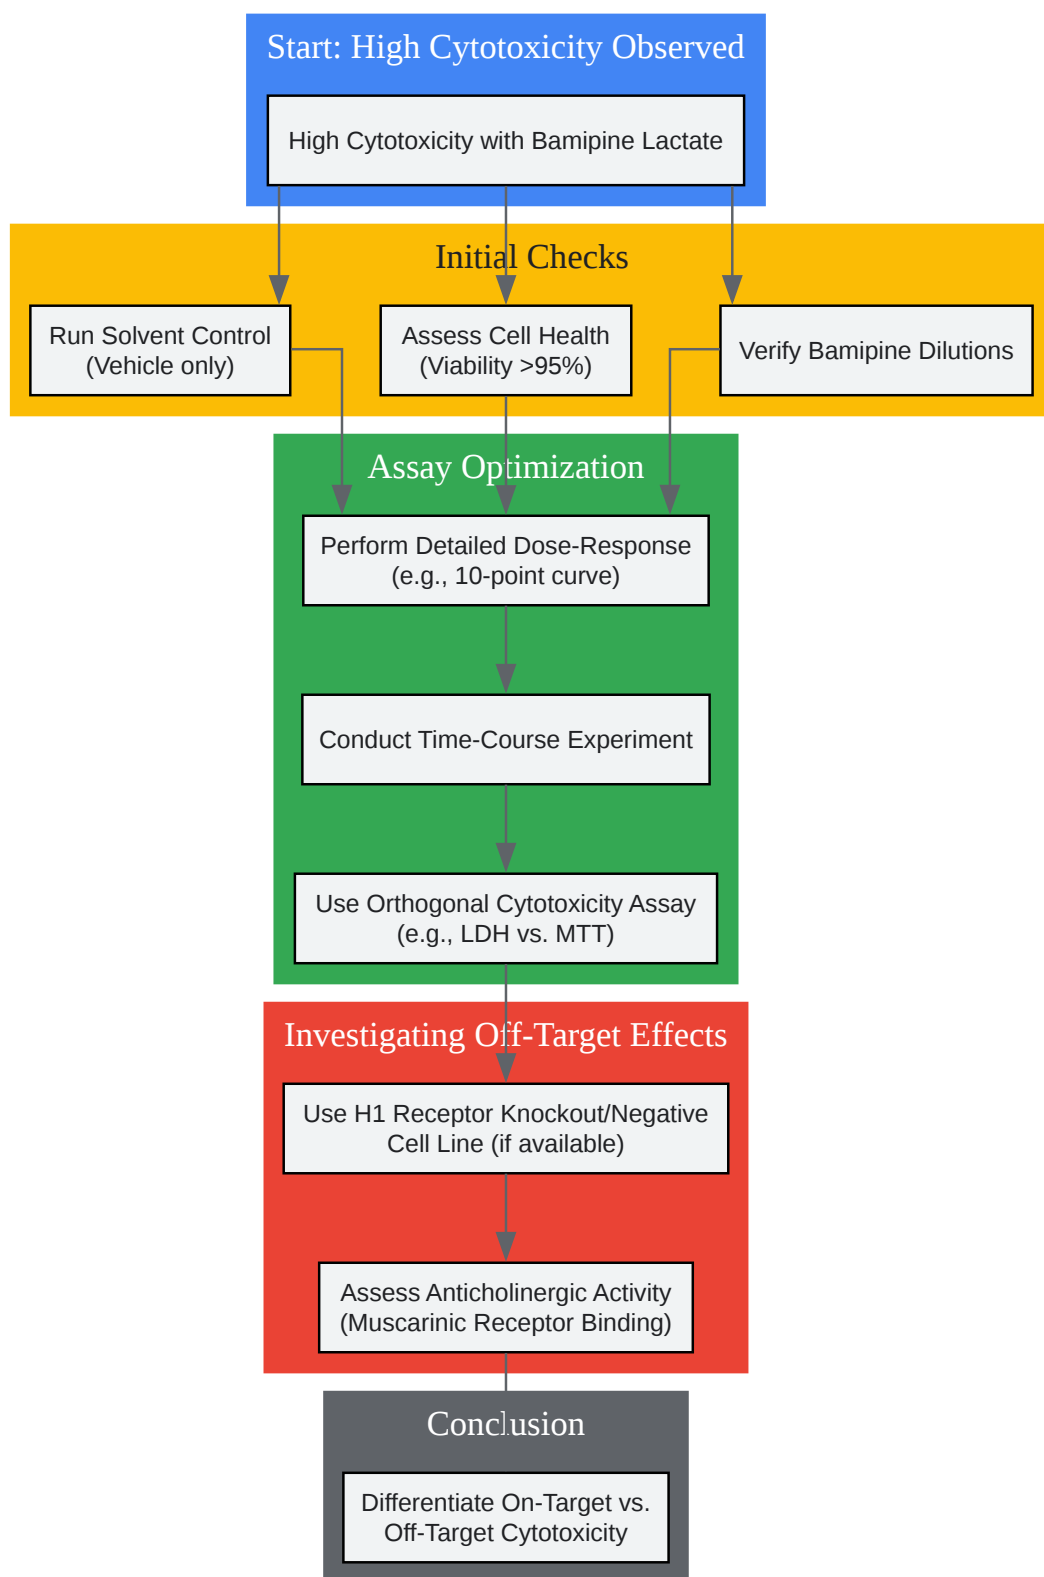 Start: High Cytotoxicity Observed
High Cytotoxicity with Bamipine Lactate
Initial Checks
Run Solvent Control
(Vehicle only)
Assess Cell Health
(Viability >95%)
Verify Bamipine Dilutions
Assay Optimization
Perform Detailed Dose-Response
(e.g., 10-point curve)
Conduct Time-Course Experiment
Use Orthogonal Cytotoxicity Assay
(e.g., LDH vs. MTT)
Investigating Off-Target Effects
Use H1 Receptor Knockout/Negative
Cell Line (if available)
Assess Anticholinergic Activity
(Muscarinic Receptor Binding)
Conclusion
Differentiate On-Target vs.
Off-Target Cytotoxicity